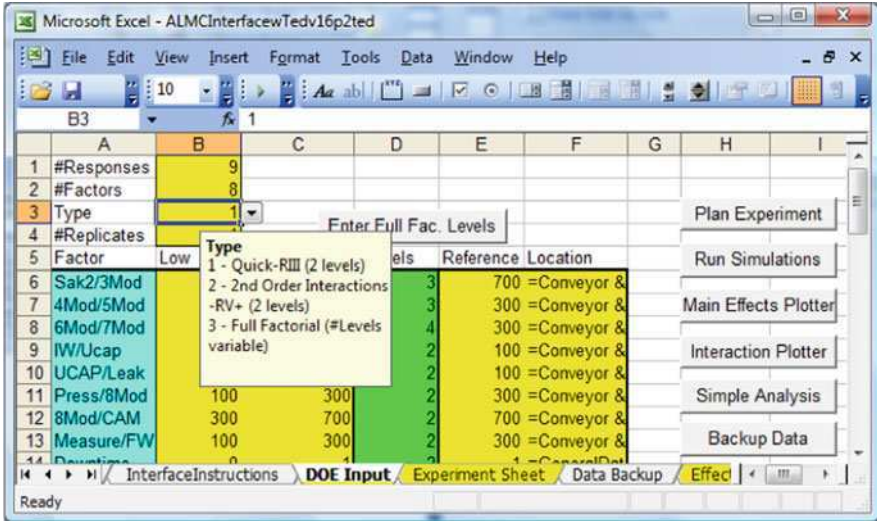 Microsoft Excel - ALMCInterfacewTedv16p2ted
File Edit View Insert Format Tools Data Window Help
10
B3 fx 1
A B C D E F G H I
1 #Responses 9
2 #Factors 8
3 Type 1 Plan Experiment
4 #Replicates Enter Full Fac. Levels
5 Factor Low els Reference Location Run Simulations
Type
1 - Quick-RIII (2 levels)
2 - 2nd Order Interactions
-RV+ (2 levels)
3 - Full Factorial (#Levels
variable)
6 Sak2/3Mod 3 700 =Conveyor &
7 4Mod/5Mod 3 300 =Conveyor & Main Effects Plotter
8 6Mod/7Mod 4 300 =Conveyor &
9 IW/Ucap 2 100 =Conveyor & Interaction Plotter
10 UCAP/Leak 2 100 =Conveyor &
11 Press/8Mod 100 300 2 300 =Conveyor & Simple Analysis
12 8Mod/CAM 300 700 2 700 =Conveyor &
13 Measure/FW 100 300 2 300 =Conveyor & Backup Data
InterfaceInstructions DOE Input Experiment Sheet Data Backup Effect
Ready